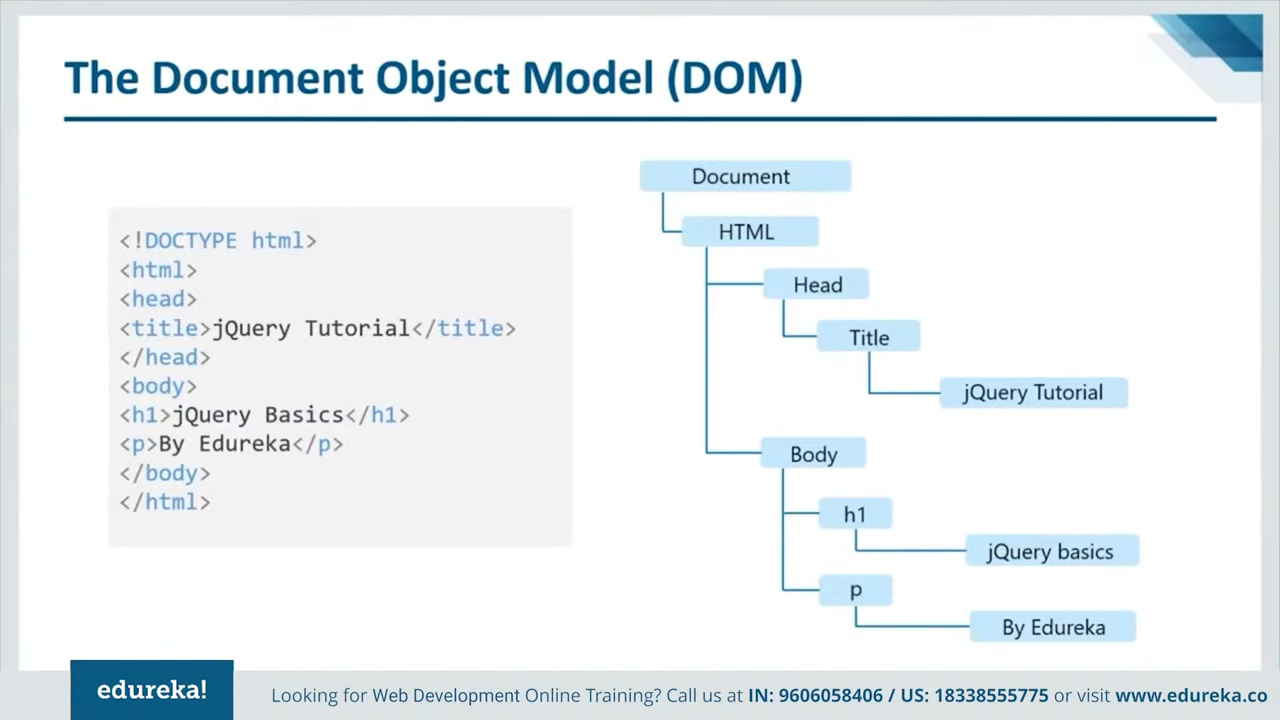 The Document Object Model (DOM)
<!DOCTYPE html>
<html>
<head>
<title>jQuery Tutorial</title>
</head>
<body>
<h1>jQuery Basics</h1>
<p>By Edureka</p>
</body>
</html>
Document
HTML
Head
Title
jQuery Tutorial
Body
h1
jQuery basics
p
By Edureka
edureka!
Looking for Web Development Online Training? Call us at IN: 9606058406 / US: 18338555775 or visit www.edureka.co